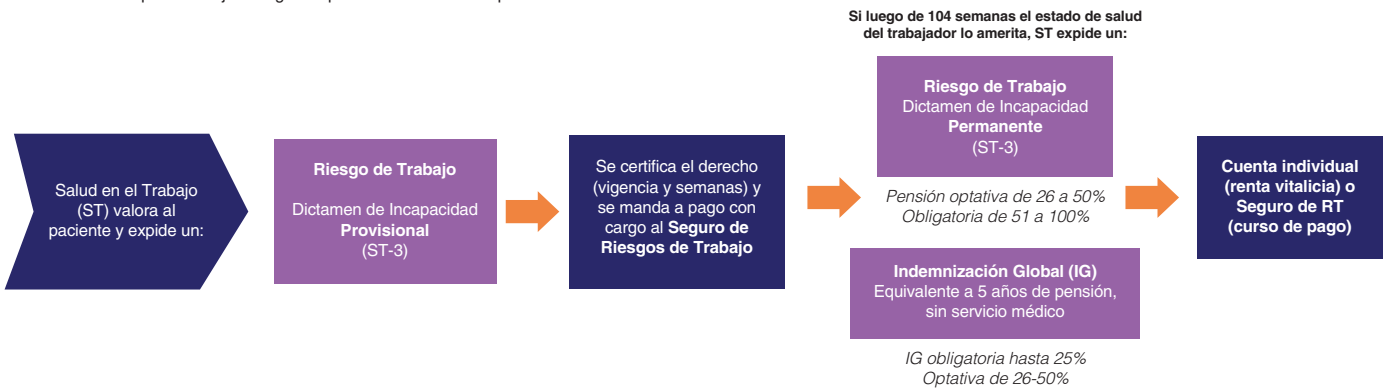 Si luego de 104 semanas el estado de salud
del trabajador lo amerita, ST expide un:
Salud en el Trabajo
(ST) valora al
paciente y expide un:
Riesgo de Trabajo
Dictamen de Incapacidad
Provisional
(ST-3)
Se certifica el derecho
(vigencia y semanas) y
se manda a pago con
cargo al Seguro de
Riesgos de Trabajo
Riesgo de Trabajo
Dictamen de Incapacidad
Permanente
(ST-3)
Pensión optativa de 26 a 50%
Obligatoria de 51 a 100%
Indemnización Global (IG)
Equivalente a 5 años de pensión,
sin servicio médico
IG obligatoria hasta 25%
Optativa de 26-50%
Cuenta individual
(renta vitalicia) o
Seguro de RT
(curso de pago)